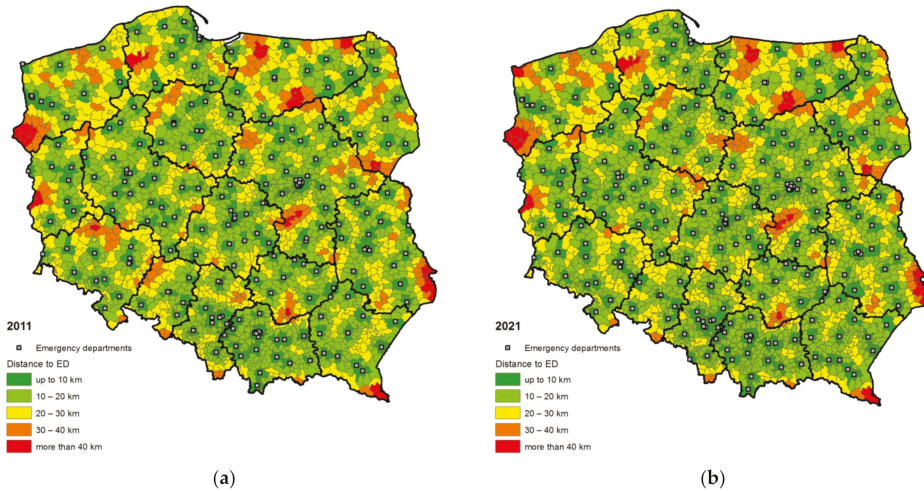 2011
Emergency departments
Distance to ED
up to 10 km
10 – 20 km
20 – 30 km
30 – 40 km
more than 40 km
(a)
2021
Emergency departments
Distance to ED
up to 10 km
10 – 20 km
20 – 30 km
30 – 40 km
more than 40 km
(b)